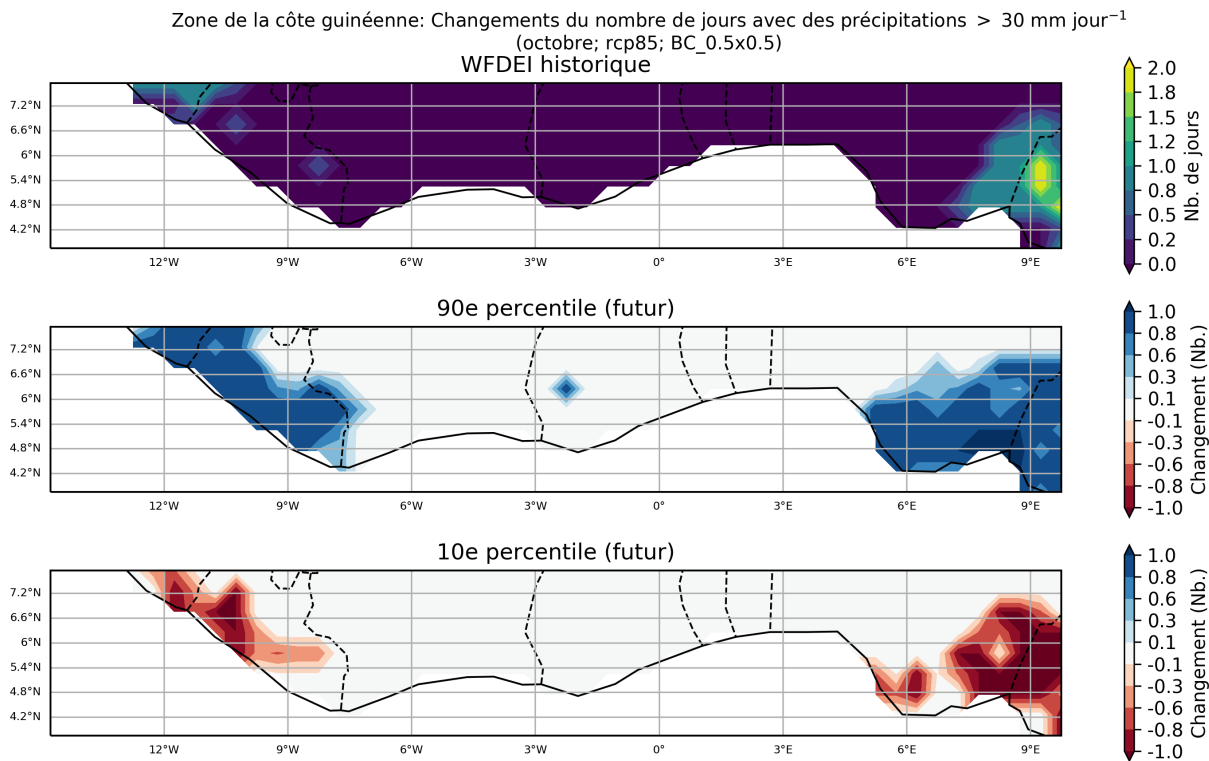 Zone de la côte guinéenne: Changements du nombre de jours avec des précipitations > 30 mm jour⁻¹
(octobre; rcp85; BC_0.5x0.5)
WFDEI historique
7.2°N
6.6°N
6°N
5.4°N
4.8°N
4.2°N
12°W 9°W 6°W 3°W 0° 3°E 6°E 9°E
2.0
1.8
1.5
1.2
1.0
0.8
0.5
0.2
0.0
Nb. de jours
90e percentile (futur)
7.2°N
6.6°N
6°N
5.4°N
4.8°N
4.2°N
12°W 9°W 6°W 3°W 0° 3°E 6°E 9°E
1.0
0.8
0.6
0.3
0.1
-0.1
-0.3
-0.6
-0.8
-1.0
Changement (Nb.)
10e percentile (futur)
7.2°N
6.6°N
6°N
5.4°N
4.8°N
4.2°N
12°W 9°W 6°W 3°W 0° 3°E 6°E 9°E
1.0
0.8
0.6
0.3
0.1
-0.1
-0.3
-0.6
-0.8
-1.0
Changement (Nb.)